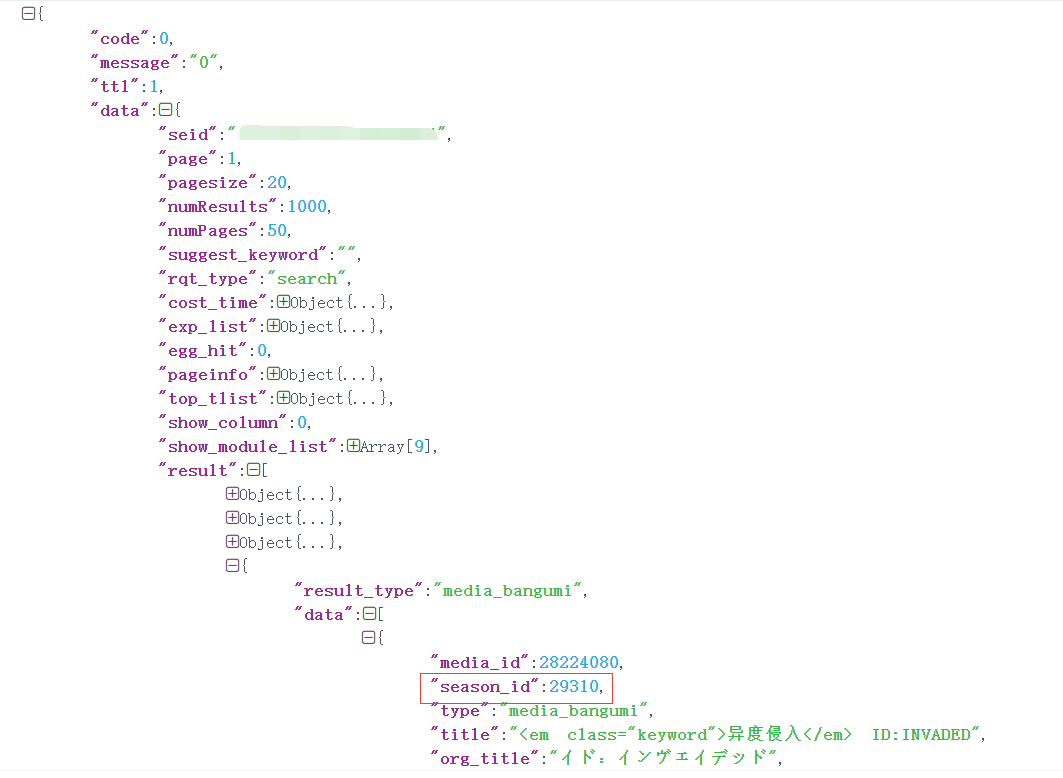 {
"code":0,
"message":"0",
"ttl":1,
"data":{
"seid":"",
"page":1,
"pagesize":20,
"numResults":1000,
"numPages":50,
"suggest_keyword":"",
"rqt_type":"search",
"cost_time":Object{...},
"exp_list":Object{...},
"egg_hit":0,
"pageinfo":Object{...},
"top_tlist":Object{...},
"show_column":0,
"show_module_list":Array[9],
"result":[
Object{...},
Object{...},
Object{...},
{
"result_type":"media_bangumi",
"data":[
{
"media_id":28224080,
"season_id":29310,
"type":"media_bangumi",
"title":"<em class="keyword">异度侵入</em> ID:INVADED",
"org_title":"イド：インヴェイデッド",